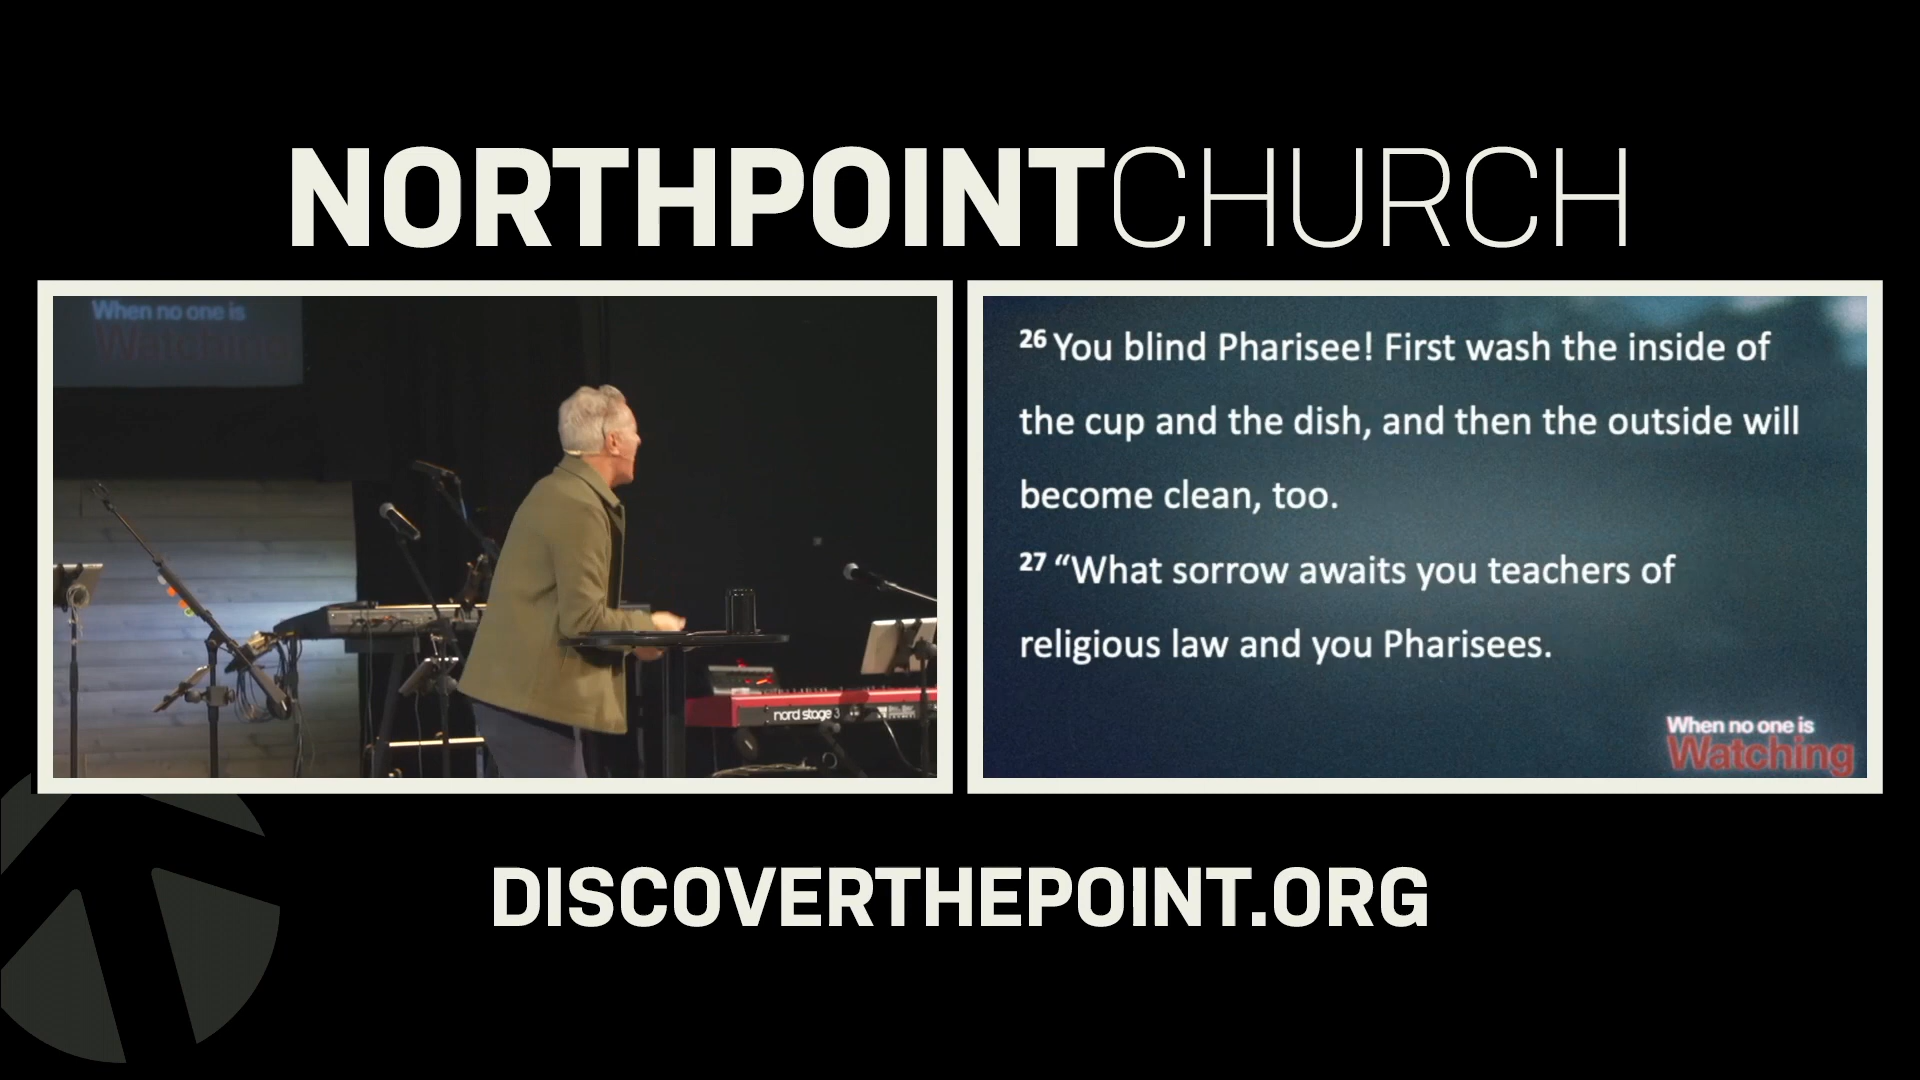 NORTHPOINTCHURCH
When no one is
Watching
nord stage 3
26 You blind Pharisee! First wash the inside of
the cup and the dish, and then the outside will
become clean, too.
27 “What sorrow awaits you teachers of
religious law and you Pharisees.
When no one is
Watching
DISCOVERTHEPOINT.ORG